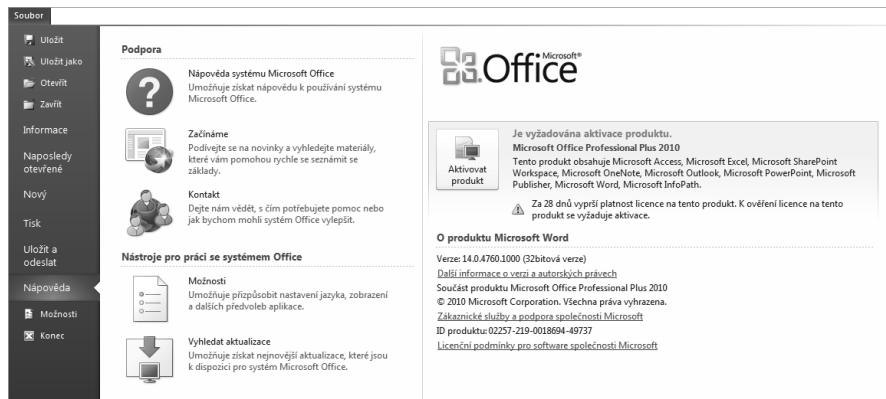 Soubor
Uložit
Uložit jako
Otevřít
Zavřít
Informace
Naposledy
otevřené
Nový
Tisk
Uložit a
odeslat
Nápověda
Možnosti
Konec
Podpora
Nápověda systému Microsoft Office
Umožňuje získat nápovědu k používání systému
Microsoft Office.
Začínáme
Podívejte se na novinky a vyhledejte materiály,
které vám pomohou rychle se seznámit se
základy.
Kontakt
Dejte nám vědět, s čím potřebujete pomoc nebo
jak bychom mohli systém Office vylepšit.
Nástroje pro práci se systémem Office
Možnosti
Umožňuje přizpůsobit nastavení jazyka, zobrazení
a dalších předvoleb aplikace.
Vyhledat aktualizace
Umožňuje získat nejnovější aktualizace, které jsou
k dispozici pro systém Microsoft Office.
Microsoft®
Office
Aktivovat
produkt
Je vyžadována aktivace produktu.
Microsoft Office Professional Plus 2010
Tento produkt obsahuje Microsoft Access, Microsoft Excel, Microsoft SharePoint
Workspace, Microsoft OneNote, Microsoft Outlook, Microsoft PowerPoint, Microsoft
Publisher, Microsoft Word, Microsoft InfoPath.
Za 28 dnů vyprší platnost licence na tento produkt. K ověření licence na tento
produkt se vyžaduje aktivace.
O produktu Microsoft Word
Verze: 14.0.4760.1000 (32bitová verze)
Další informace o verzi a autorských právech
Součást produktu Microsoft Office Professional Plus 2010
© 2010 Microsoft Corporation. Všechna práva vyhrazena.
Zákaznické služby a podpora společnosti Microsoft
ID produktu: 02257-219-0018694-49737
Licenční podmínky pro software společnosti Microsoft